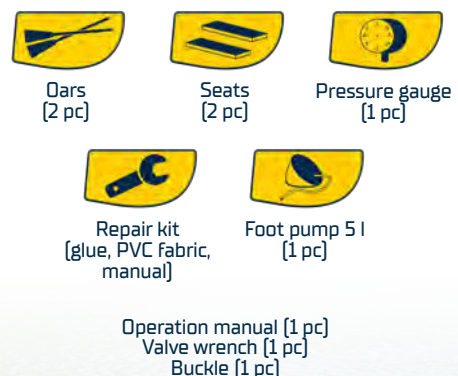 Oars
(2 pc)
Seats
(2 pc)
Pressure gauge
(1 pc)
Repair kit
(glue, PVC fabric,
manual)
Foot pump 5 l
(1 pc)
Operation manual (1 pc)
Valve wrench (1 pc)
Buckle (1 pc)